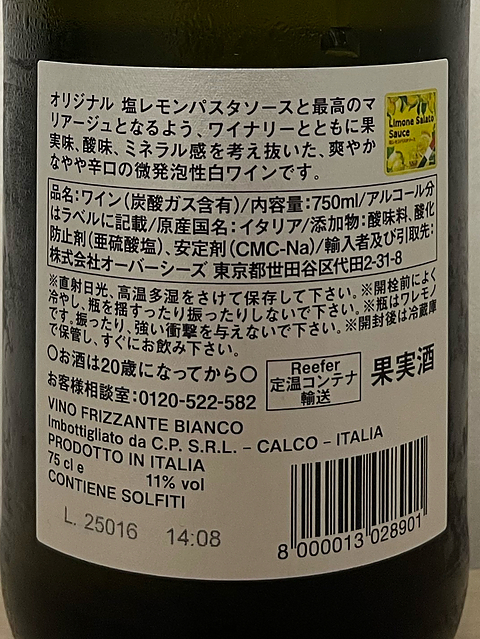 オリジナル 塩レモンパスタソースと最高のマ
リアージュとなるよう、ワイナリーとともに果
実味、酸味、ミネラル感を考え抜いた、爽やか
なやや辛口の微発泡性白ワインです。
Limone Salato
Sauce
品名:ワイン(炭酸ガス含有)/内容量:750ml/アルコール分
はラベルに記載/原産国名:イタリア/添加物:酸味料、酸化
防止剤(亜硫酸塩)、安定剤(CMC-Na)/輸入者及び引取先:
株式会社オーバーシーズ 東京都世田谷区代田2-31-8
※直射日光、高温多湿をさけて保存して下さい。※開栓前によく
冷やし、瓶を揺すったり振ったりしないで下さい。※瓶はワレモノ
です。振ったり、強い衝撃を与えないで下さい。※開封後は冷蔵庫
で保管し、すぐにお飲み下さい。
〇お酒は20歳になってから〇
お客様相談室:0120-522-582
Reefer
定温コンテナ
輸送
果実酒
VINO FRIZZANTE BIANCO
Imbottigliato da C.P. S.R.L. – CALCO – ITALIA
PRODOTTO IN ITALIA
75 cl e 11% vol
CONTIENE SOLFITI
L. 25016 14:08
8 000013 028901